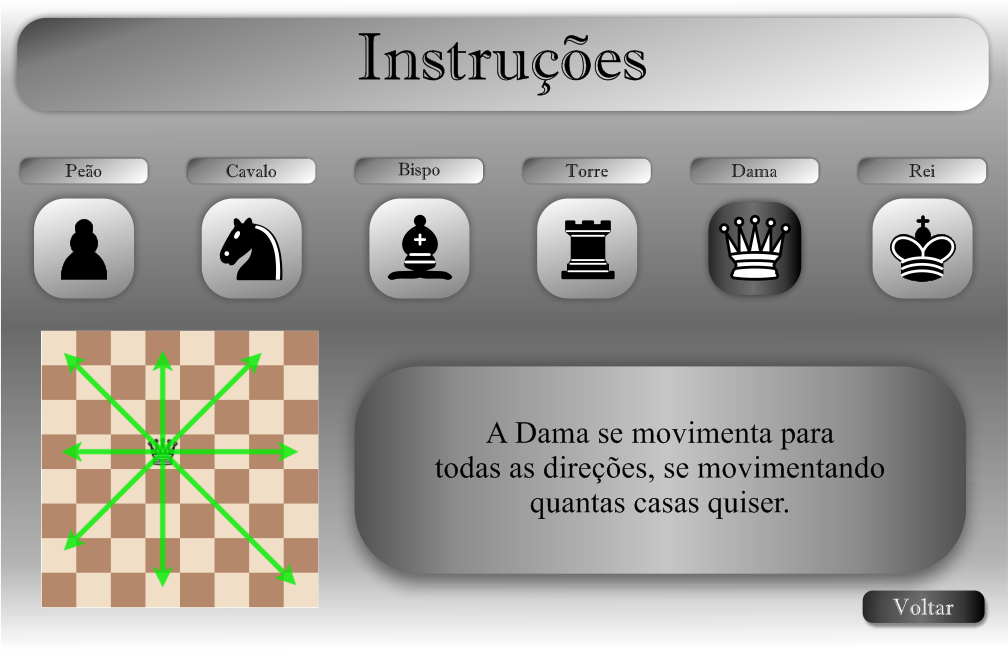 Instruções
Peão
Cavalo
Bispo
Torre
Dama
Rei
A Dama se movimenta para
todas as direções, se movimentando
quantas casas quiser.
Voltar